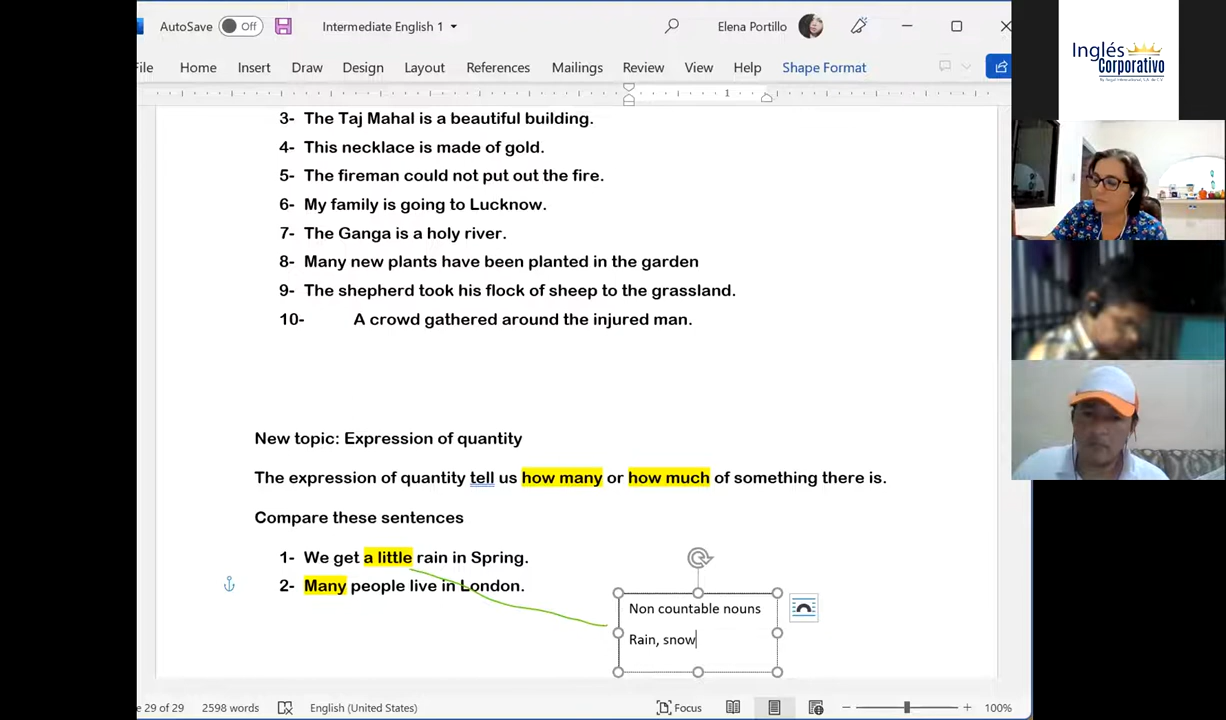 AutoSave Off Intermediate English 1 Elena Portillo
File Home Insert Draw Design Layout References Mailings Review View Help Shape Format
1
3- The Taj Mahal is a beautiful building.
4- This necklace is made of gold.
5- The fireman could not put out the fire.
6- My family is going to Lucknow.
7- The Ganga is a holy river.
8- Many new plants have been planted in the garden
9- The shepherd took his flock of sheep to the grassland.
10- A crowd gathered around the injured man.
New topic: Expression of quantity
The expression of quantity tell us how many or how much of something there is.
Compare these sentences
1- We get a little rain in Spring.
2- Many people live in London.
Non countable nouns
Rain, snow
e 29 of 29 2598 words English (United States) Focus 100%
Inglés
Corporativo